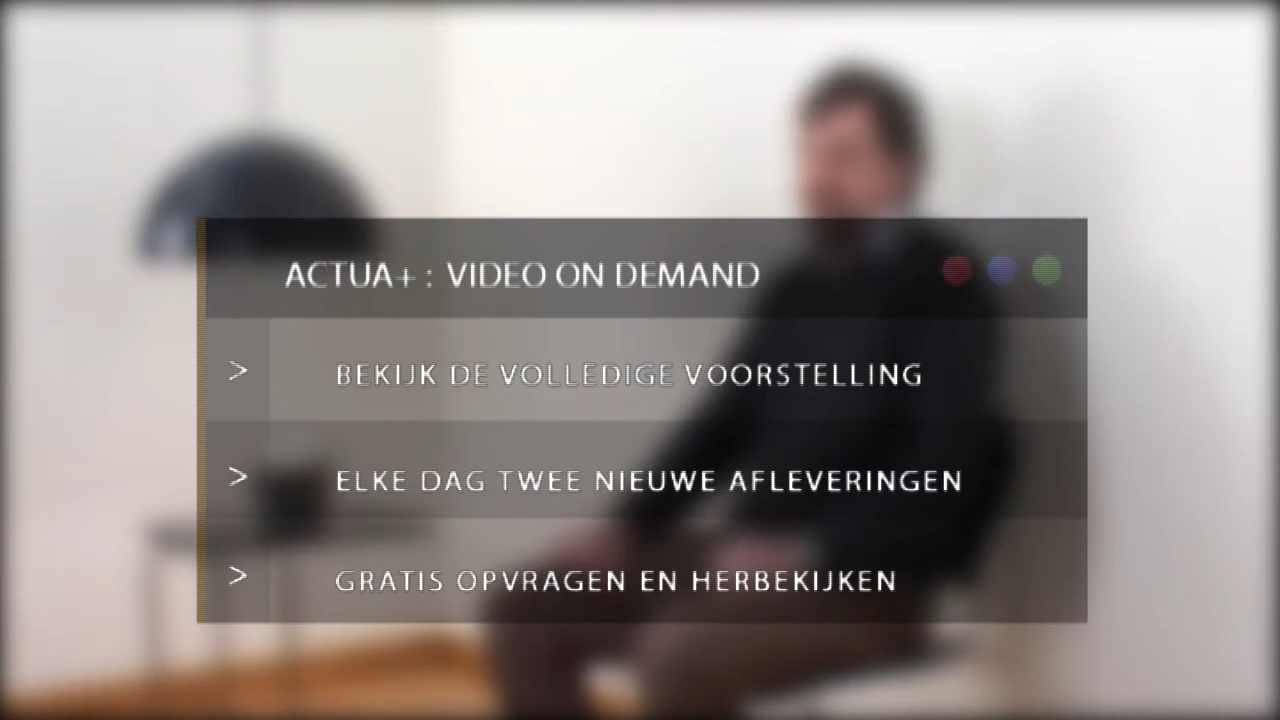 ACTUA+ : VIDEO ON DEMAND
> BEKIJK DE VOLLEDIGE VOORSTELLING
> ELKE DAG TWEE NIEUWE AFLEVERINGEN
> GRATIS OPVRAGEN EN HERBEKIJKEN